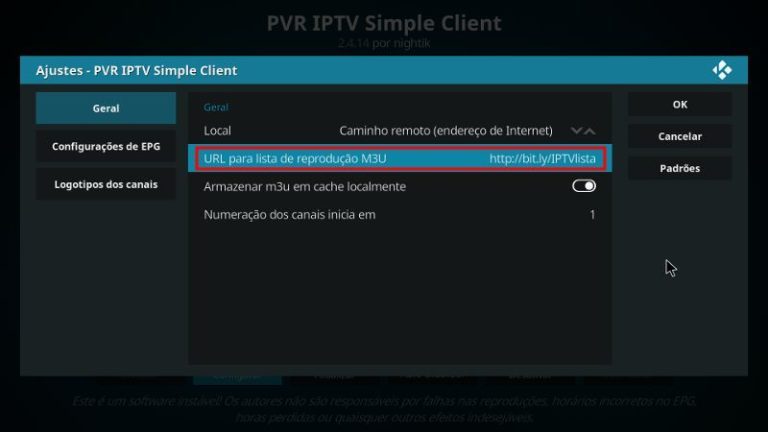 PVR IPTV Simple Client
2.4.14 por nightik
Ajustes - PVR IPTV Simple Client
Geral
Configurações de EPG
Logotipos dos canais
Geral
Local Caminho remoto (endereço de Internet)
URL para lista de reprodução M3U http://bit.ly/IPTVlista
Armazenar m3u em cache localmente
Numeração dos canais inicia em 1
OK
Cancelar
Padrões
Configurar
Este é um software instável! Os autores não são responsáveis por falhas nas reproduções, horários incorretos no EPG,
horas perdidas ou quaisquer outros efeitos indesejáveis.